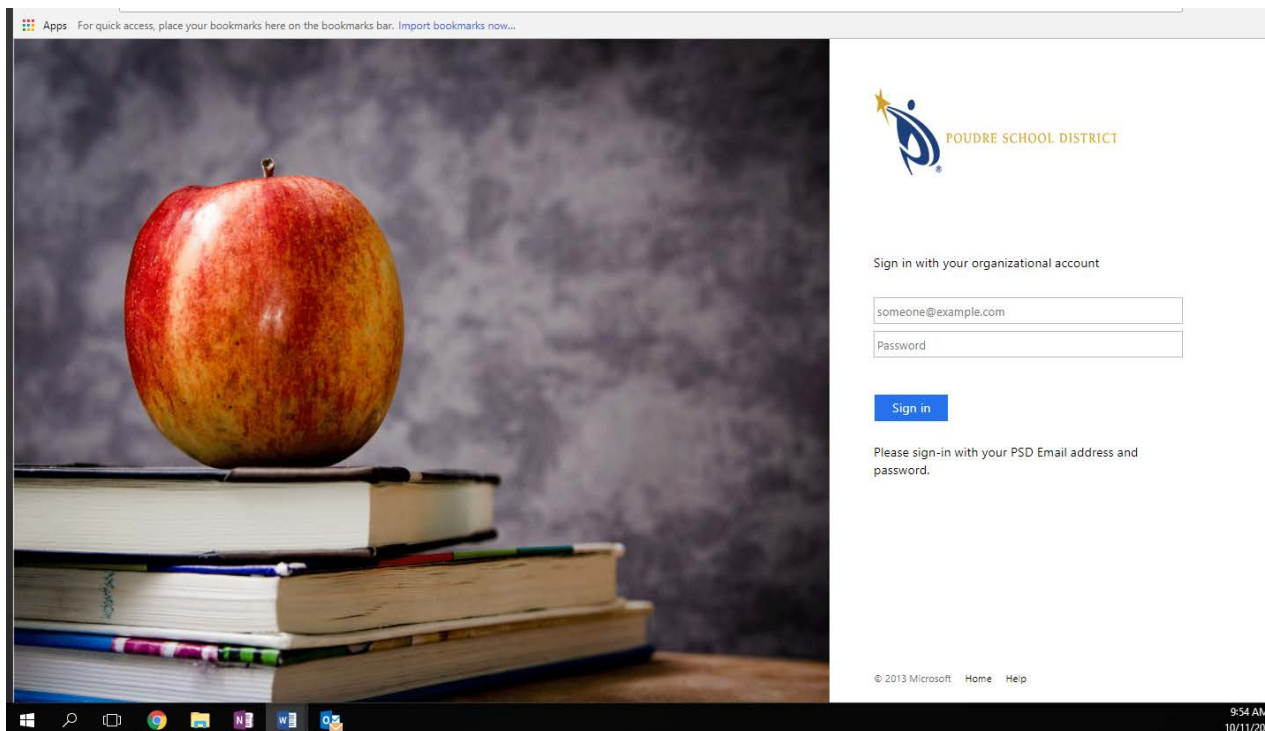 Apps For quick access, place your bookmarks here on the bookmarks bar. Import bookmarks now...
POUDRE SCHOOL DISTRICT
®
Sign in with your organizational account
someone@example.com
Password
Sign in
Please sign-in with your PSD Email address and
password.
© 2013 Microsoft Home Help
9:54 AM